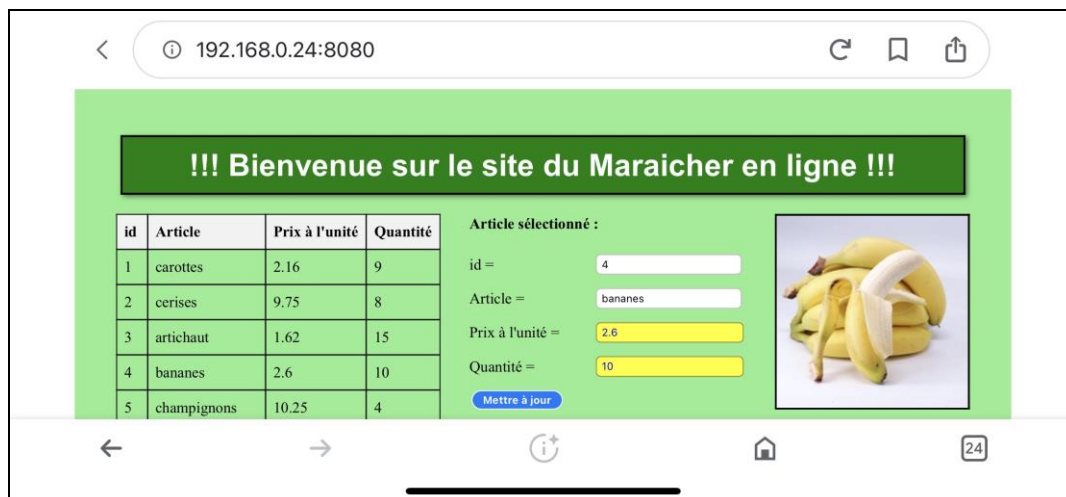 192.168.0.24:8080
!!! Bienvenue sur le site du Maraicher en ligne !!!
id Article Prix à l'unité Quantité
1 carottes 2.16 9
2 cerises 9.75 8
3 artichaut 1.62 15
4 bananes 2.6 10
5 champignons 10.25 4
Article sélectionné :
id = 4
Article = bananes
Prix à l'unité = 2.6
Quantité = 10
Mettre à jour
24